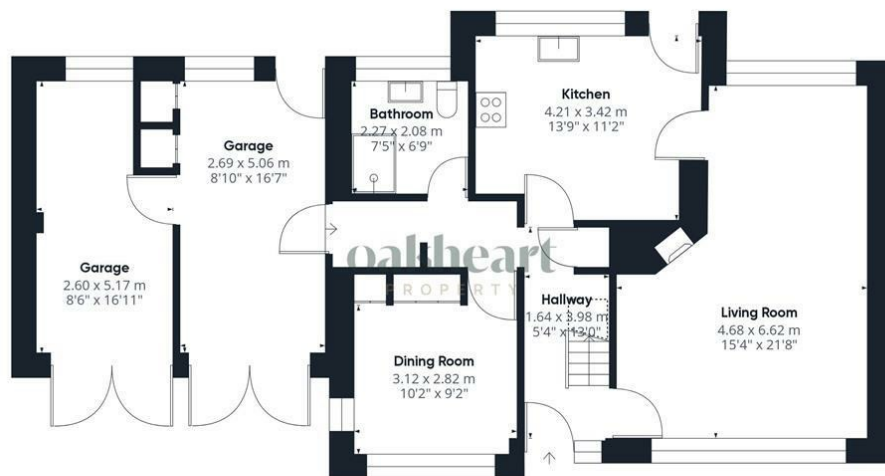 Garage
2.60 x 5.17 m
8'6" x 16'11"
Garage
2.69 x 5.06 m
8'10" x 16'7"
Bathroom
2.27 x 2.08 m
7'5" x 6'9"
Kitchen
4.21 x 3.42 m
13'9" x 11'2"
oakheart
PROPERTY
Hallway
1.64 x 3.98 m
5'4" x 13'0"
Dining Room
3.12 x 2.82 m
10'2" x 9'2"
Living Room
4.68 x 6.62 m
15'4" x 21'8"